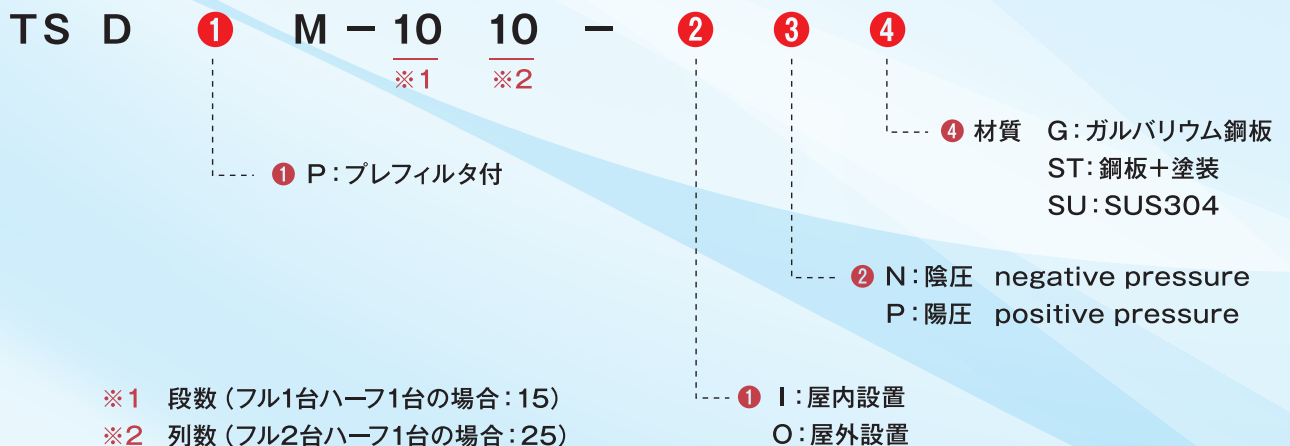 TS D ❶ M － 10 10 － ❷ ❸ ❹
※1 ※2
❹ 材質 G：ガルバリウム鋼板
ST：鋼板＋塗装
SU：SUS304
❶ P：プレフィルタ付
❷ N：陰圧 negative pressure
P：陽圧 positive pressure
❶ I：屋内設置
O：屋外設置
※1 段数（フル1台ハーフ1台の場合：15）
※2 列数（フル2台ハーフ1台の場合：25）